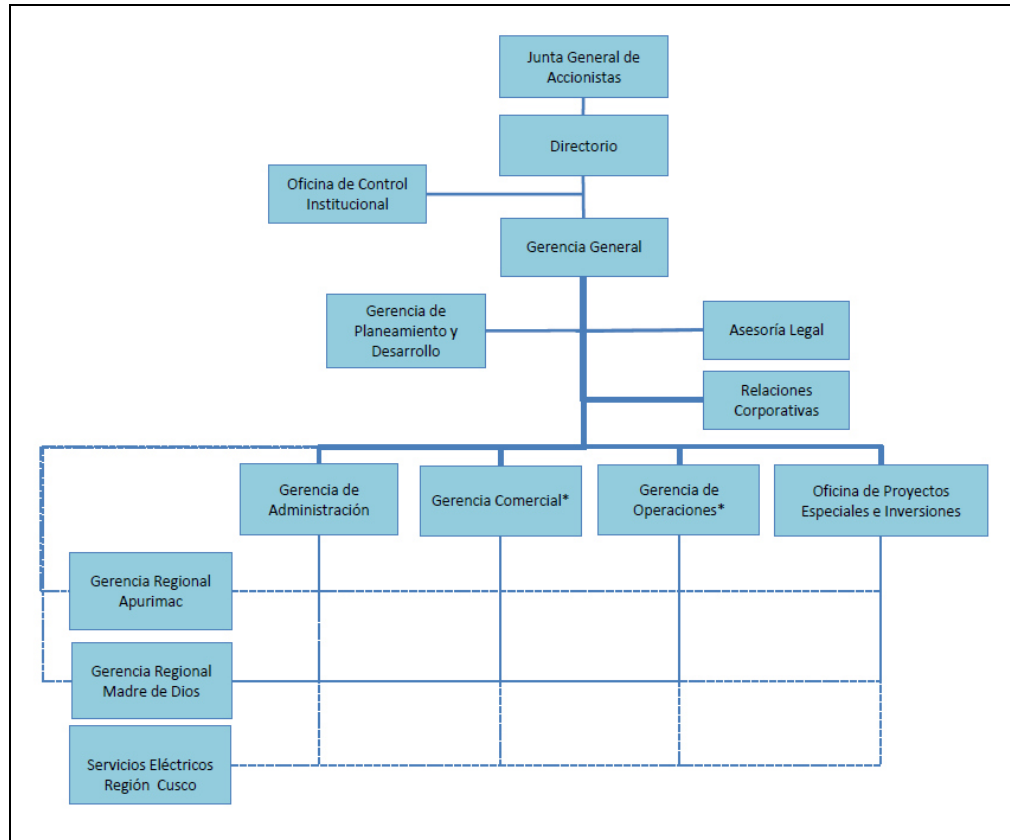 Junta General de
Accionistas
Directorio
Oficina de Control
Institucional
Gerencia General
Gerencia de
Planeamiento y
Desarrollo
Asesoría Legal
Relaciones
Corporativas
Gerencia de
Administración
Gerencia Comercial*
Gerencia de
Operaciones*
Oficina de Proyectos
Especiales e Inversiones
Gerencia Regional
Apurimac
Gerencia Regional
Madre de Dios
Servicios Eléctricos
Región Cusco